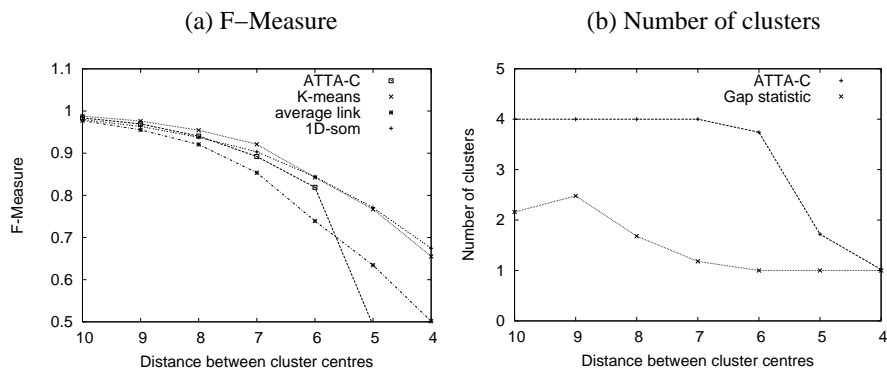 (a) F–Measure
1.1
1
0.9
0.8
0.7
0.6
0.5
F-Measure
10 9 8 7 6 5 4
Distance between cluster centres
ATTA-C
K-means
average link
1D-som
(b) Number of clusters
5
4
3
2
1
0
Number of clusters
10 9 8 7 6 5 4
Distance between cluster centres
ATTA-C
Gap statistic